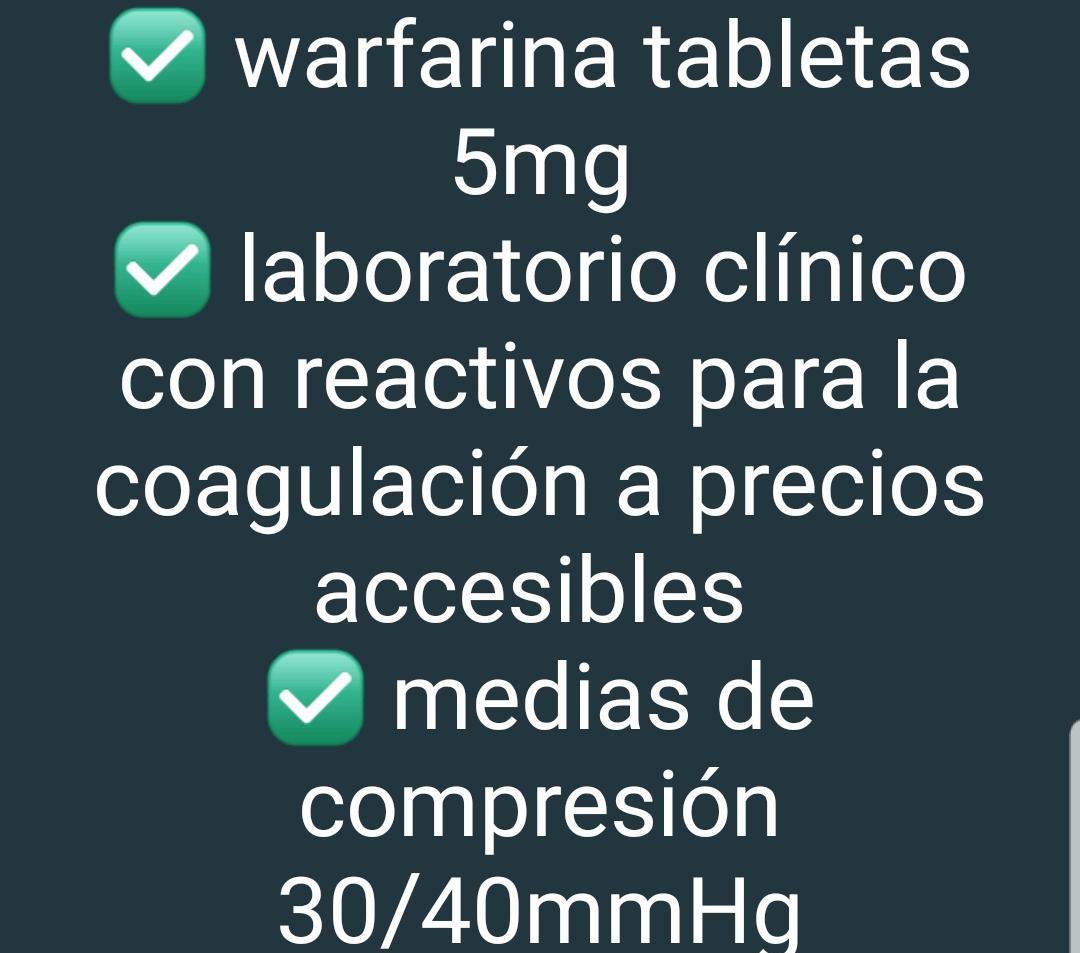 ✅ warfarina tabletas
5mg
✅ laboratorio clínico
con reactivos para la
coagulación a precios
accesibles
✅ medias de
compresión
30/40mmHg